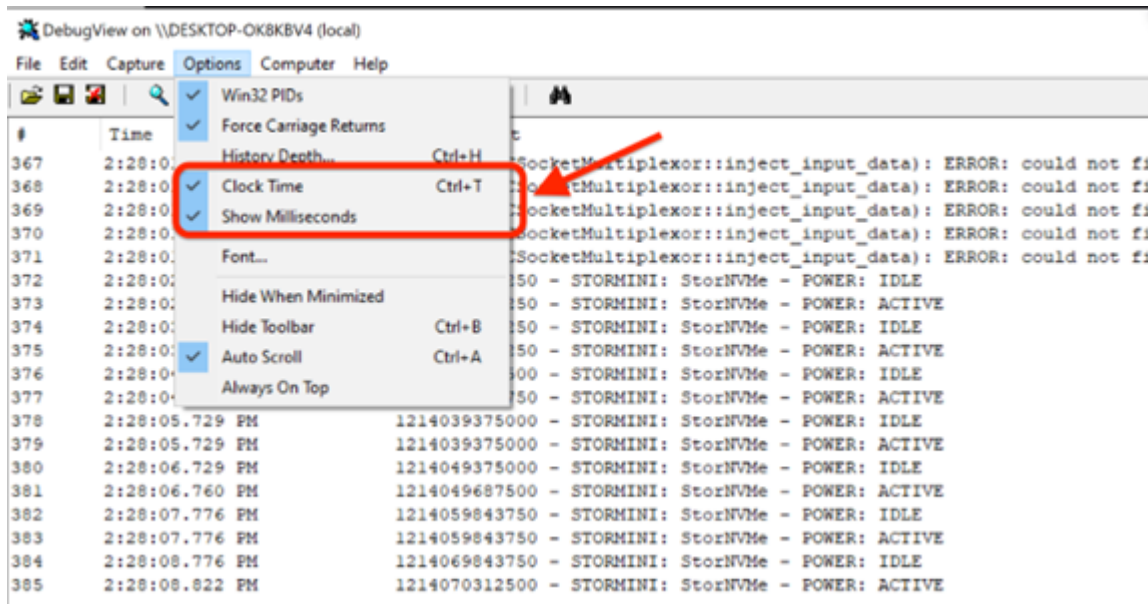 DebugView on \\DESKTOP-OK8KBV4 (local)
File Edit Capture Options Computer Help
Win32 PIDs
# Time
Force Carriage Returns
History Depth... Ctrl+H
Clock Time Ctrl+T
Show Milliseconds
Font...
Hide When Minimized
Hide Toolbar Ctrl+B
Auto Scroll Ctrl+A
Always On Top
367 2:28:0 SocketMultiplexor::inject_input_data): ERROR: could not fi
368 2:28:0 SocketMultiplexor::inject_input_data): ERROR: could not fi
369 2:28:0 SocketMultiplexor::inject_input_data): ERROR: could not fi
370 2:28:0 SocketMultiplexor::inject_input_data): ERROR: could not fi
371 2:28:0 CSocketMultiplexor::inject_input_data): ERROR: could not fi
372 2:28:02 250 - STORMINI: StorNVMe - POWER: IDLE
373 2:28:02 250 - STORMINI: StorNVMe - POWER: ACTIVE
374 2:28:03 250 - STORMINI: StorNVMe - POWER: IDLE
375 2:28:03 250 - STORMINI: StorNVMe - POWER: ACTIVE
376 2:28:04 500 - STORMINI: StorNVMe - POWER: IDLE
377 2:28:04 750 - STORMINI: StorNVMe - POWER: ACTIVE
378 2:28:05.729 PM 1214039375000 - STORMINI: StorNVMe - POWER: IDLE
379 2:28:05.729 PM 1214039375000 - STORMINI: StorNVMe - POWER: ACTIVE
380 2:28:06.729 PM 1214049375000 - STORMINI: StorNVMe - POWER: IDLE
381 2:28:06.760 PM 1214049687500 - STORMINI: StorNVMe - POWER: ACTIVE
382 2:28:07.776 PM 1214059843750 - STORMINI: StorNVMe - POWER: IDLE
383 2:28:07.776 PM 1214059843750 - STORMINI: StorNVMe - POWER: ACTIVE
384 2:28:08.776 PM 1214069843750 - STORMINI: StorNVMe - POWER: IDLE
385 2:28:08.822 PM 1214070312500 - STORMINI: StorNVMe - POWER: ACTIVE